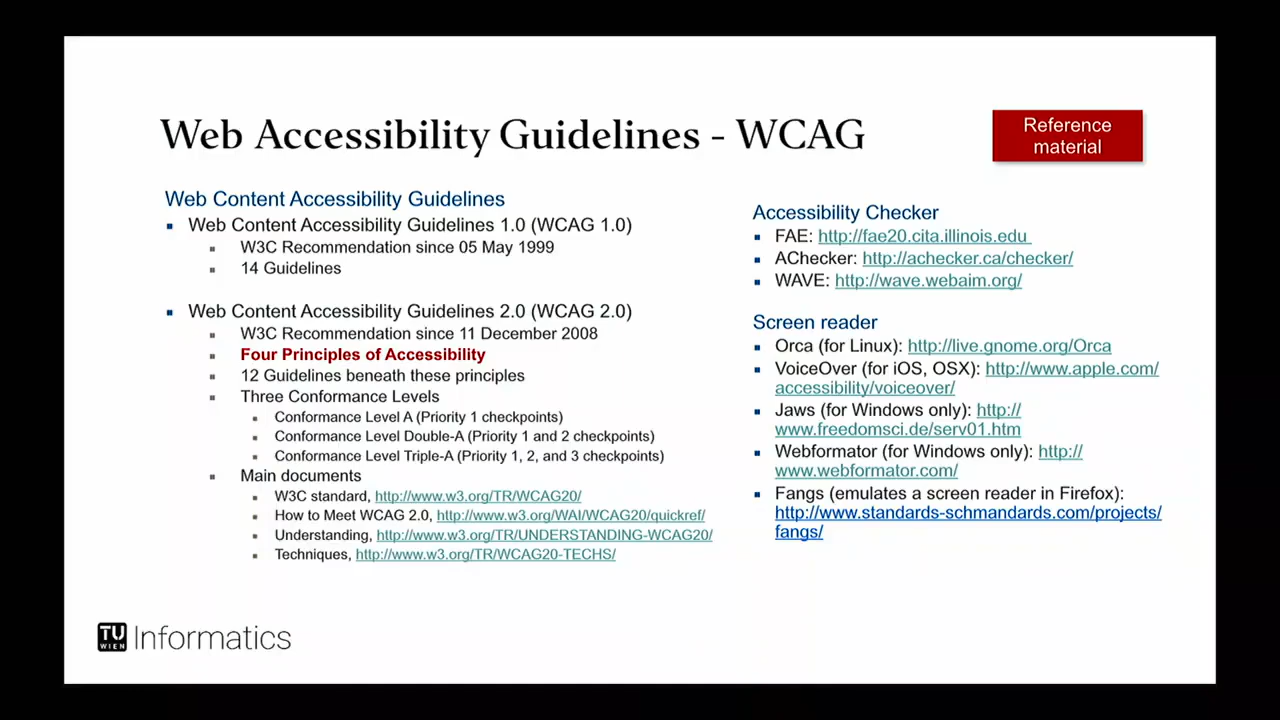 Web Accessibility Guidelines - WCAG
Reference
material
Web Content Accessibility Guidelines
Web Content Accessibility Guidelines 1.0 (WCAG 1.0)
W3C Recommendation since 05 May 1999
14 Guidelines
Web Content Accessibility Guidelines 2.0 (WCAG 2.0)
W3C Recommendation since 11 December 2008
Four Principles of Accessibility
12 Guidelines beneath these principles
Three Conformance Levels
Conformance Level A (Priority 1 checkpoints)
Conformance Level Double-A (Priority 1 and 2 checkpoints)
Conformance Level Triple-A (Priority 1, 2, and 3 checkpoints)
Main documents
W3C standard, http://www.w3.org/TR/WCAG20/
How to Meet WCAG 2.0, http://www.w3.org/WAI/WCAG20/quickref/
Understanding, http://www.w3.org/TR/UNDERSTANDING-WCAG20/
Techniques, http://www.w3.org/TR/WCAG20-TECHS/
Accessibility Checker
FAE: http://fae20.cita.illinois.edu
AChecker: http://achecker.ca/checker/
WAVE: http://wave.webaim.org/
Screen reader
Orca (for Linux): http://live.gnome.org/Orca
VoiceOver (for iOS, OSX): http://www.apple.com/
accessibility/voiceover/
Jaws (for Windows only): http://
www.freedomsci.de/serv01.htm
Webformator (for Windows only): http://
www.webformator.com/
Fangs (emulates a screen reader in Firefox):
http://www.standards-schmandards.com/projects/
fangs/
TU
WIEN
Informatics